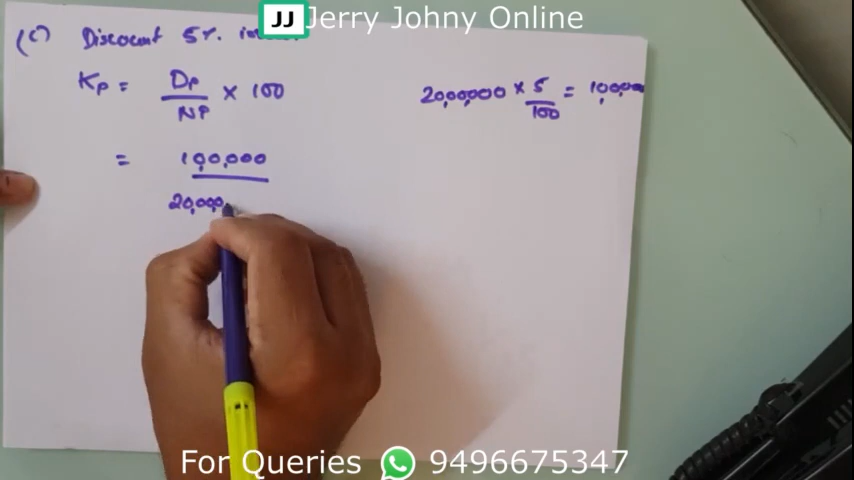 JJ Jerry Johny Online
(c) Discount 5%.
Kp = Dp / NP × 100
20,00,000 × 5 / 100 = 1,00,000
= 1,00,000
20,000
For Queries 9496675347